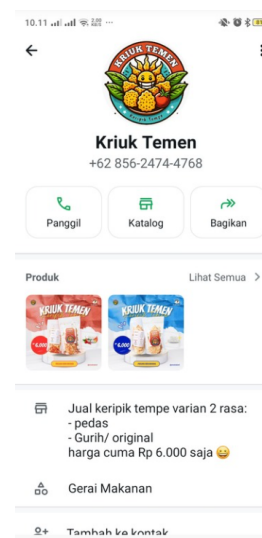 10.11
KRIUK TEMEN
Kriuk Temen
+62 856-2474-4768
Panggil
Katalog
Bagikan
Produk
Lihat Semua
KRIUK TEMEN
KRIUK TEMEN
6.000
6.000
Jual keripik tempe varian 2 rasa:
- pedas
- Gurih/ original
harga cuma Rp 6.000 saja 😄
Gerai Makanan
Tambah ke kontak